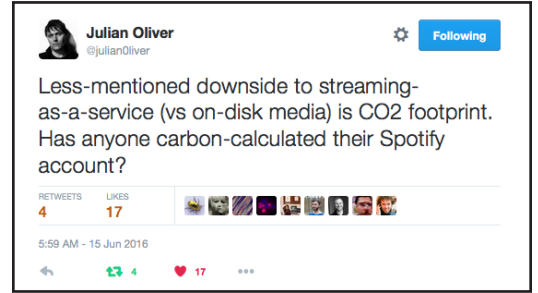 Julian Oliver
@julian0liver
Following
Less-mentioned downside to streaming-
as-a-service (vs on-disk media) is CO2 footprint.
Has anyone carbon-calculated their Spotify
account?
RETWEETS LIKES
4 17
5:59 AM - 15 Jun 2016
4 17